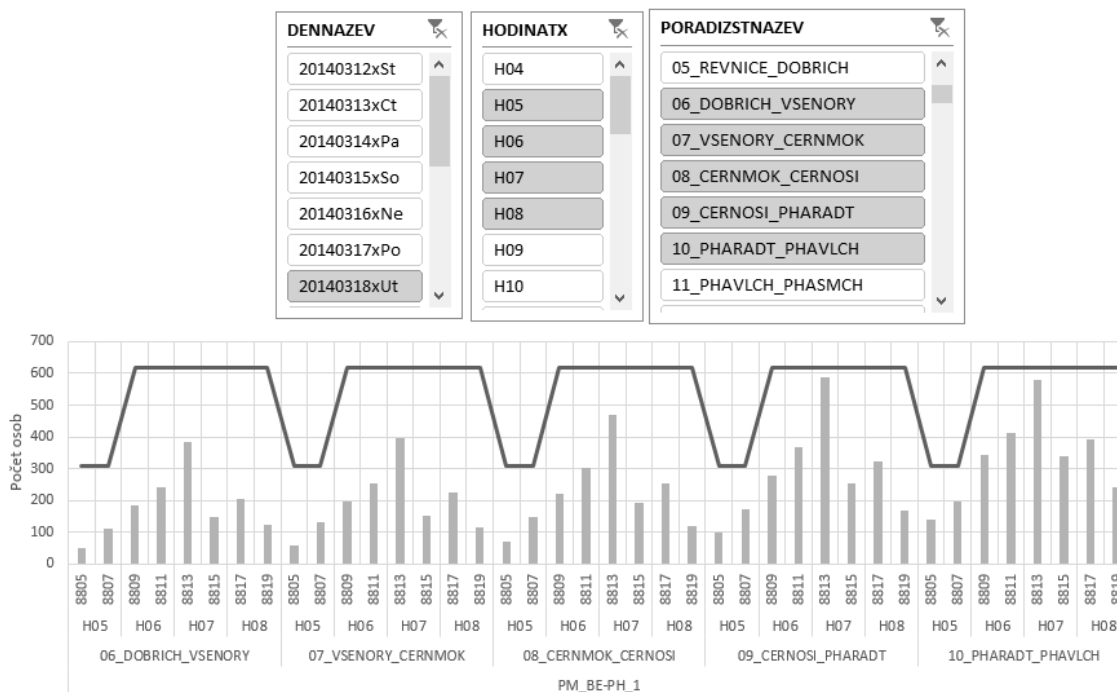 DENNAZEV
20140312xSt
20140313xCt
20140314xPa
20140315xSo
20140316xNe
20140317xPo
20140318xUt
HODINATX
H04
H05
H06
H07
H08
H09
H10
PORADIZSTNAZEV
05_REVNICE_DOBRICH
06_DOBRICH_VSENORY
07_VSENORY_CERNMOK
08_CERNMOK_CERNOSI
09_CERNOSI_PHARADT
10_PHARADT_PHAVLCH
11_PHAVLCH_PHASMCH
Počet osob
700
600
500
400
300
200
100
0
8805 8807 8809 8811 8813 8815 8817 8819 8805 8807 8809 8811 8813 8815 8817 8819 8805 8807 8809 8811 8813 8815 8817 8819 8805 8807 8809 8811 8813 8815 8817 8819 8805 8807 8809 8811 8813 8815 8817 8819
H05 H06 H07 H08 H05 H06 H07 H08 H05 H06 H07 H08 H05 H06 H07 H08 H05 H06 H07 H08
06_DOBRICH_VSENORY 07_VSENORY_CERNMOK 08_CERNMOK_CERNOSI 09_CERNOSI_PHARADT 10_PHARADT_PHAVLCH
PM_BE-PH_1